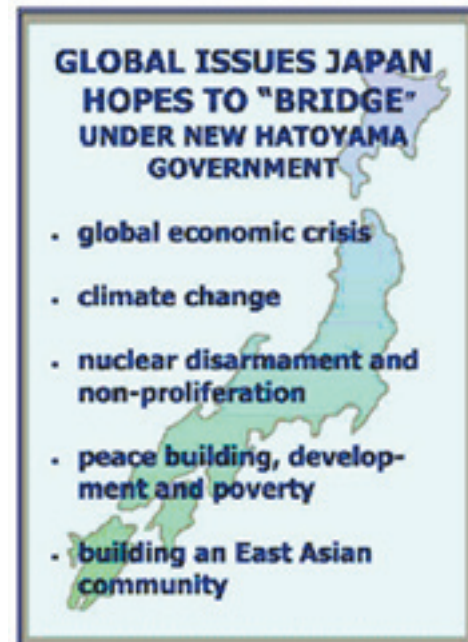 GLOBAL ISSUES JAPAN
HOPES TO "BRIDGE"
UNDER NEW HATOYAMA
GOVERNMENT
• global economic crisis
• climate change
• nuclear disarmament and
non-proliferation
• peace building, develop-
ment and poverty
• building an East Asian
community